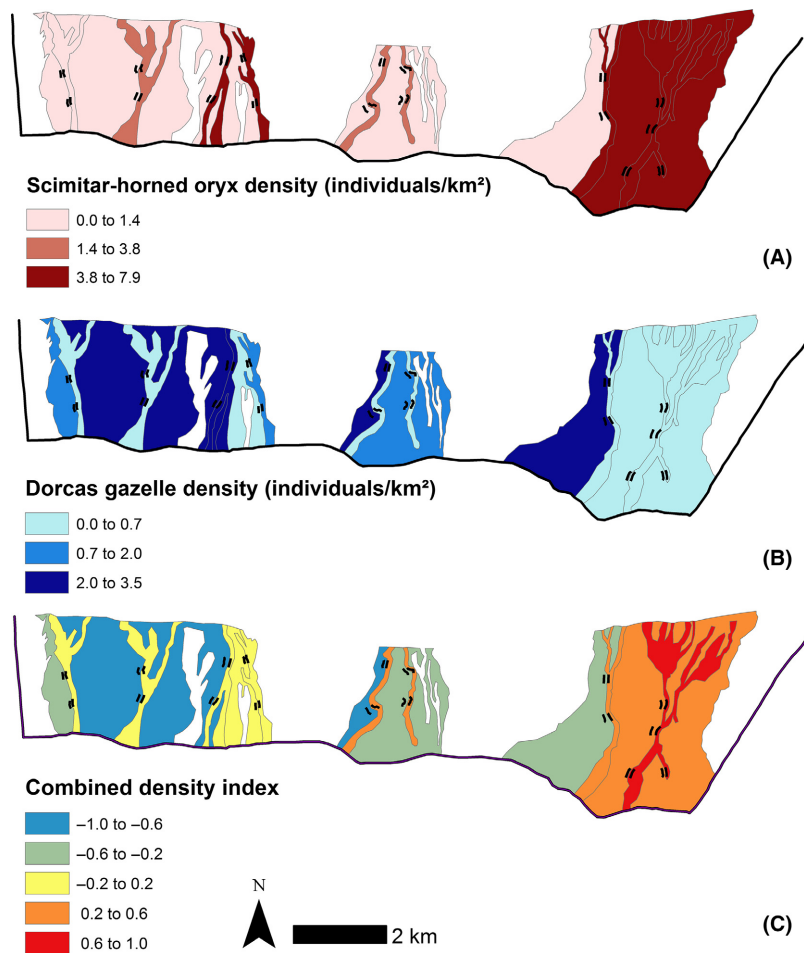 Scimitar-horned oryx density (individuals/km²)
0.0 to 1.4
1.4 to 3.8
3.8 to 7.9
(A)
Dorcas gazelle density (individuals/km²)
0.0 to 0.7
0.7 to 2.0
2.0 to 3.5
(B)
Combined density index
–1.0 to –0.6
–0.6 to –0.2
–0.2 to 0.2
0.2 to 0.6
0.6 to 1.0
N
2 km
(C)